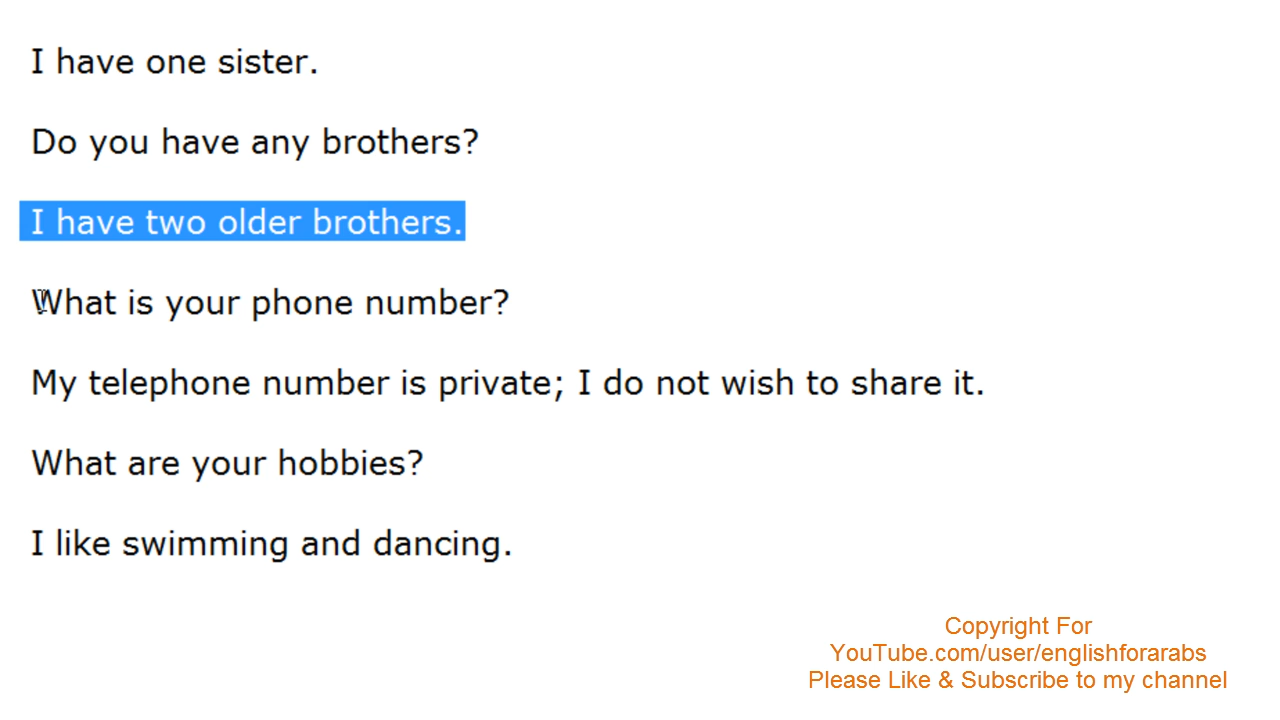 I have one sister.
Do you have any brothers?
I have two older brothers.
What is your phone number?
My telephone number is private; I do not wish to share it.
What are your hobbies?
I like swimming and dancing.
Copyright For
YouTube.com/user/englishforarabs
Please Like & Subscribe to my channel